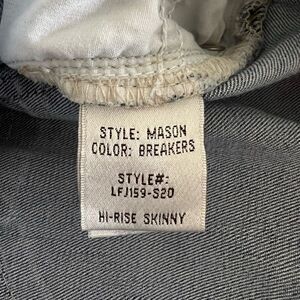 STYLE: MASON
COLOR: BREAKERS
STYLE#:
LFJ159-S20
HI-RISE SKINNY